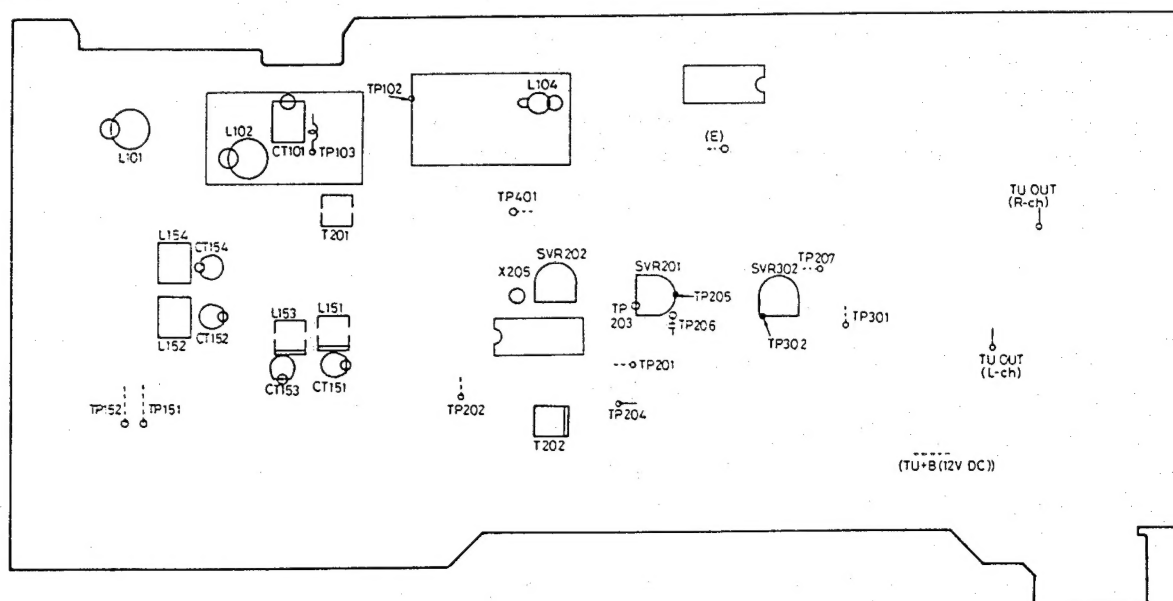 TP102
L104
L101
L102
CT101
TP103
(E)
TP401
TU OUT
(R-ch)
T201
L154
CT154
SVR202
X205
SVR201
TP205
SVR302
TP207
TP
203
TP206
TP301
TP302
L152
CT152
L153
L151
CT153
CT151
TP201
TU OUT
(L-ch)
TP152
TP151
TP202
TP204
T202
(TU+B(12V DC))